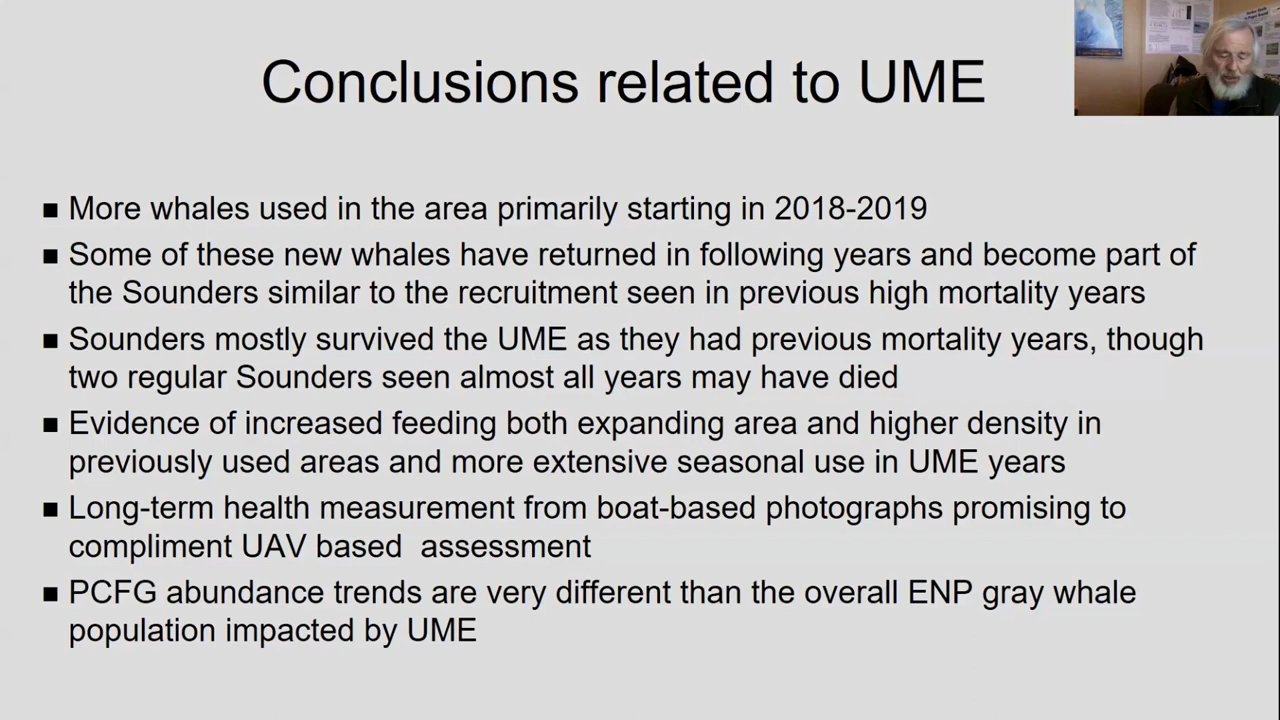 Conclusions related to UME
■ More whales used in the area primarily starting in 2018-2019
■ Some of these new whales have returned in following years and become part of
the Sounders similar to the recruitment seen in previous high mortality years
■ Sounders mostly survived the UME as they had previous mortality years, though
two regular Sounders seen almost all years may have died
■ Evidence of increased feeding both expanding area and higher density in
previously used areas and more extensive seasonal use in UME years
■ Long-term health measurement from boat-based photographs promising to
compliment UAV based  assessment
■ PCFG abundance trends are very different than the overall ENP gray whale
population impacted by UME